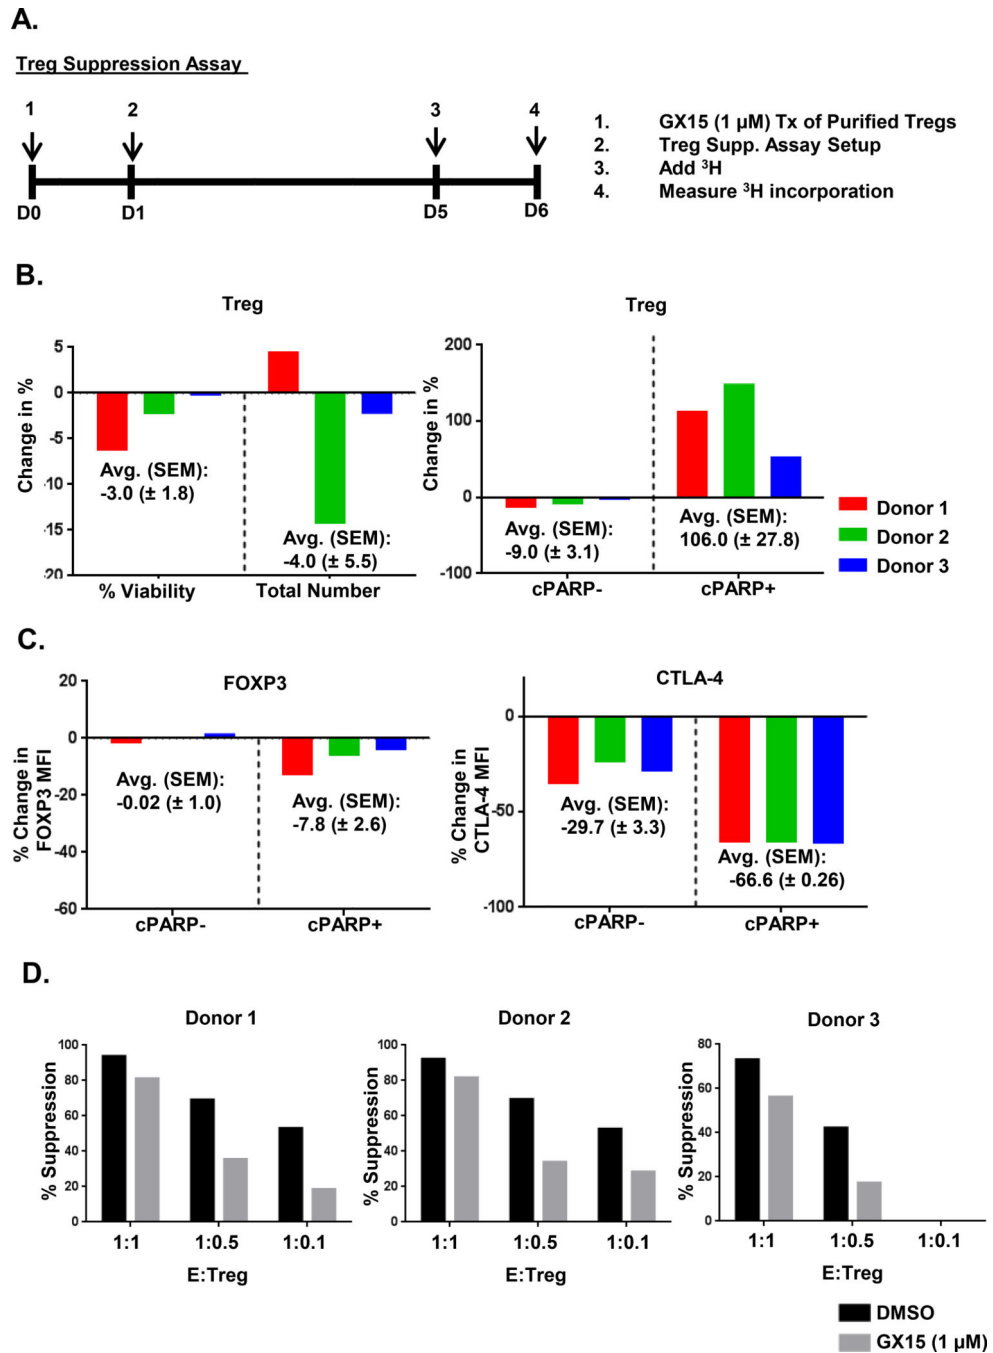 A.
Treg Suppression Assay
1 2 3 4
D0 D1 D5 D6
1. GX15 (1 µM) Tx of Purified Tregs
2. Treg Supp. Assay Setup
3. Add ³H
4. Measure ³H incorporation
B.
Treg
Change in %
5
0
-5
-10
-15
-20
Avg. (SEM):
-3.0 (± 1.8)
Avg. (SEM):
-4.0 (± 5.5)
% Viability Total Number
Treg
Change in %
200
100
0
-100
Avg. (SEM):
-9.0 (± 3.1)
Avg. (SEM):
106.0 (± 27.8)
cPARP- cPARP+
Donor 1
Donor 2
Donor 3
C.
FOXP3
% Change in
FOXP3 MFI
20
0
-20
-40
-60
Avg. (SEM):
-0.02 (± 1.0)
Avg. (SEM):
-7.8 (± 2.6)
cPARP- cPARP+
CTLA-4
% Change in
CTLA-4 MFI
0
-50
-100
Avg. (SEM):
-29.7 (± 3.3)
Avg. (SEM):
-66.6 (± 0.26)
cPARP- cPARP+
D.
Donor 1
% Suppression
100
80
60
40
20
0
1:1 1:0.5 1:0.1
E:Treg
Donor 2
% Suppression
100
80
60
40
20
0
1:1 1:0.5 1:0.1
E:Treg
Donor 3
% Suppression
80
60
40
20
0
1:1 1:0.5 1:0.1
E:Treg
DMSO
GX15 (1 µM)